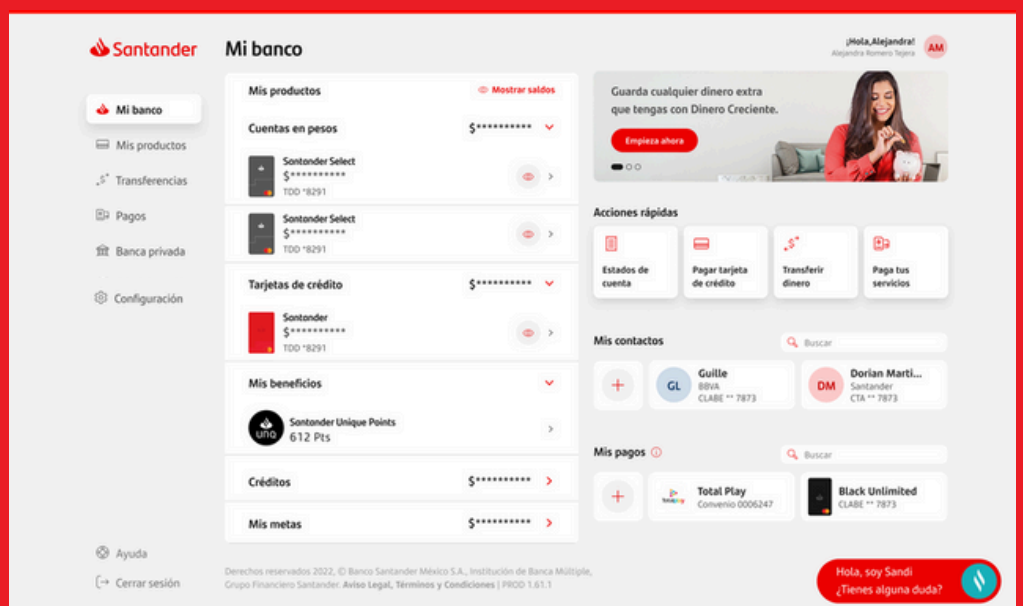 Santander
Mi banco
¡Hola,Alejandra!
Alejandra Romero Tejera
AM
Mi banco
Mis productos
Transferencias
Pagos
Banca privada
Configuración
Ayuda
Cerrar sesión
Mis productos
Mostrar saldos
Cuentas en pesos
$**********
Santander Select
$**********
TDD *8291
Santander Select
$**********
TDD *8291
Tarjetas de crédito
$**********
Santander
$**********
TDD *8291
Mis beneficios
unq
Santander Unique Points
612 Pts
Créditos
$**********
Mis metas
$**********
Guarda cualquier dinero extra
que tengas con Dinero Creciente.
Empieza ahora
Acciones rápidas
Estados de
cuenta
Pagar tarjeta
de crédito
Transferir
dinero
Paga tus
servicios
Mis contactos
Buscar
GL
Guille
BBVA
CLABE ** 7873
DM
Dorian Marti...
Santander
CTA ** 7873
Mis pagos
Buscar
totalplay
Total Play
Convenio 0006247
Black Unlimited
CLABE ** 7873
Derechos reservados 2022, © Banco Santander México S.A., Institución de Banca Múltiple,
Grupo Financiero Santander. Aviso Legal, Términos y Condiciones | PROD 1.61.1
Hola, soy Sandi
¿Tienes alguna duda?